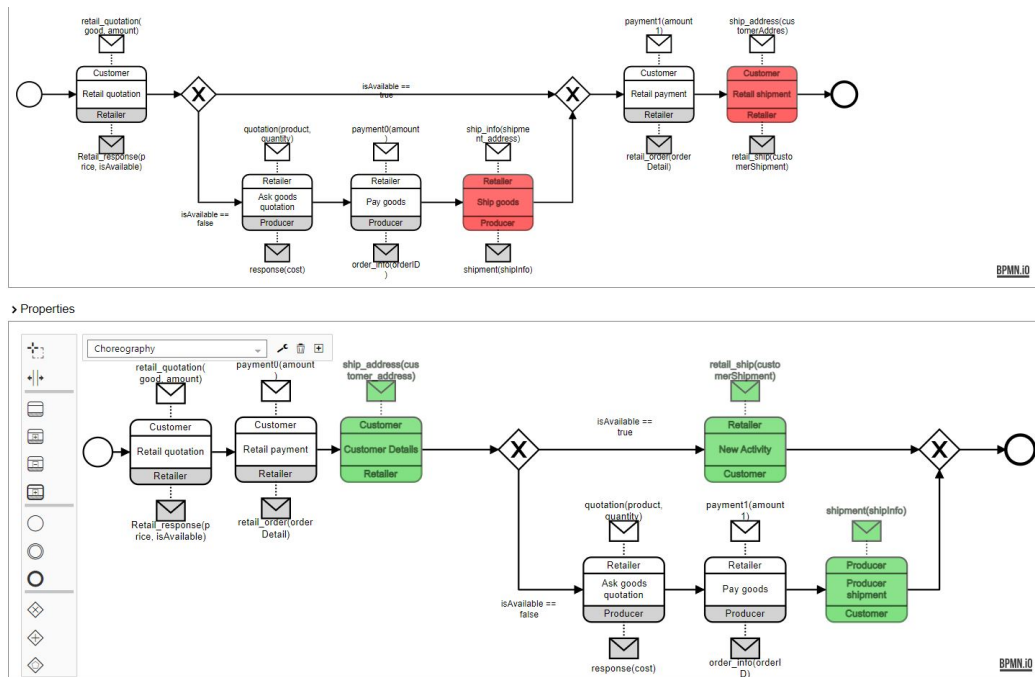 retail_quotation(
good, amount)
payment1(amount
1)
ship_address(cus
tomerAddres)
Customer
Retail quotation
Retailer
Retail_response(p
rice, isAvailable)
isAvailable ==
true
Customer
Retail payment
Retailer
retail_order(order
Detail)
Customer
Retail shipment
Retailer
retail_ship(custo
merShipment)
quotation(product,
quantity)
payment0(amount
)
ship_info(shipme
nt_address)
isAvailable ==
false
Retailer
Ask goods
quotation
Producer
response(cost)
Retailer
Pay goods
Producer
order_info(orderID
)
Retailer
Ship goods
Producer
shipment(shipInfo)
BPMN.iO
Properties
Choreography
retail_quotation(
good, amount)
payment0(amount
)
ship_address(cus
tomer_address)
retail_ship(custo
merShipment)
Customer
Retail quotation
Retailer
Retail_response(p
rice, isAvailable)
Customer
Retail payment
Retailer
retail_order(order
Detail)
Customer
Customer Details
Retailer
isAvailable ==
true
Retailer
New Activity
Customer
quotation(product,
quantity)
payment1(amoun
t1)
shipment(shipInfo)
isAvailable ==
false
Retailer
Ask goods
quotation
Producer
response(cost)
Retailer
Pay goods
Producer
order_info(orderI
D)
Producer
Producer
shipment
Customer
BPMN.iO